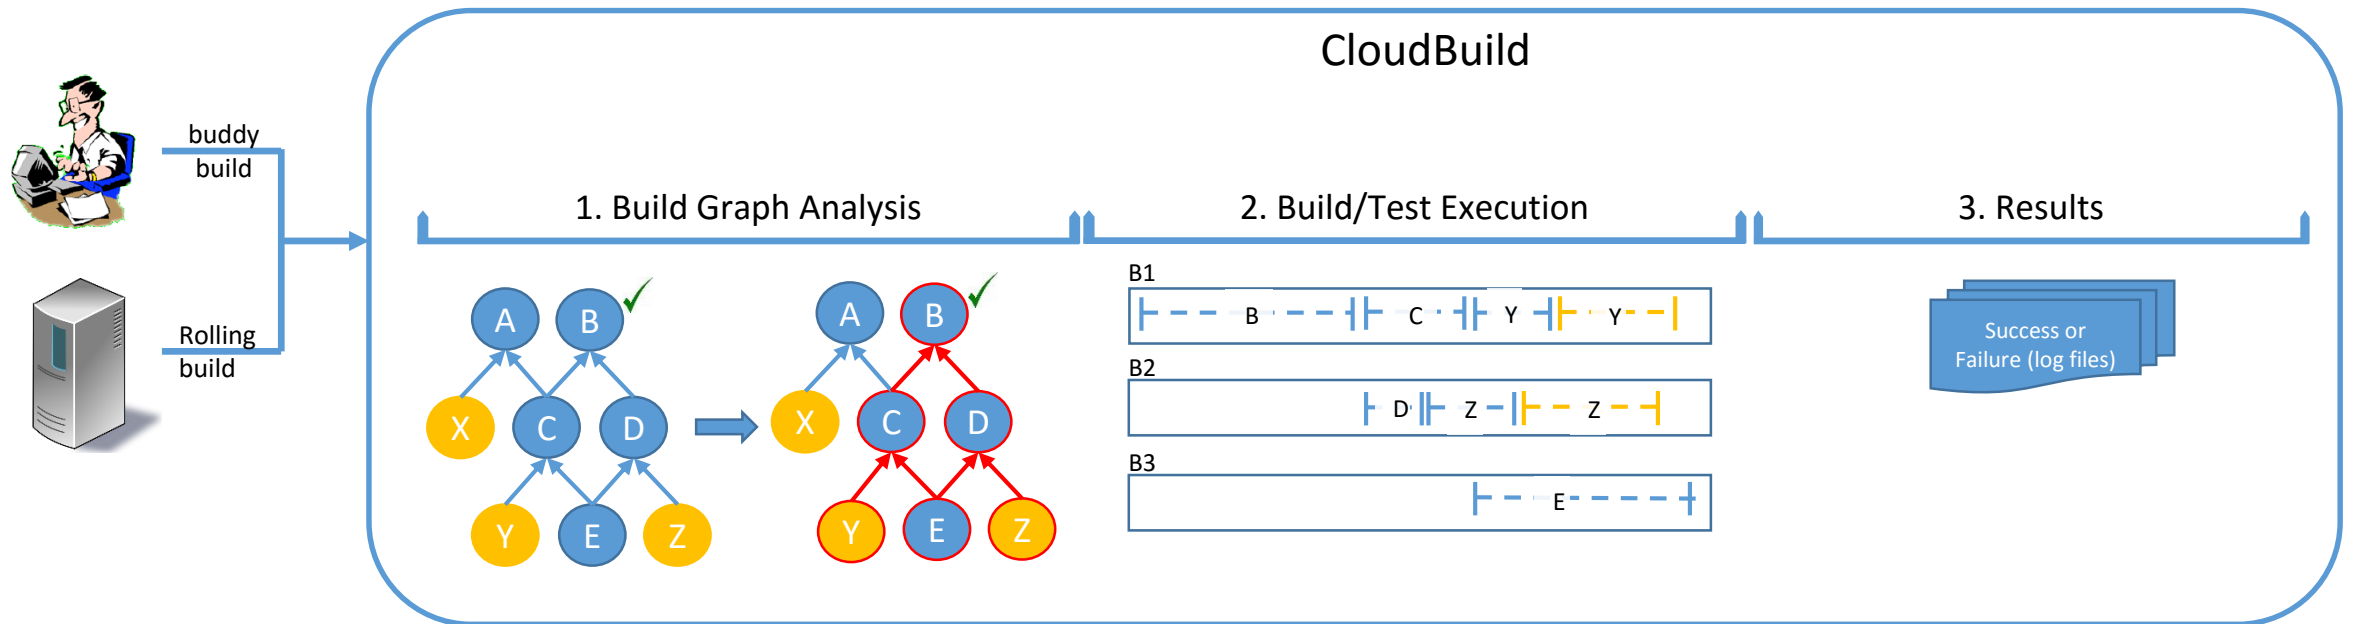 CloudBuild
buddy
build
Rolling
build
1. Build Graph Analysis
2. Build/Test Execution
3. Results
A
B
X
C
D
Y
E
Z
A
B
X
C
D
Y
E
Z
B1
B
C
Y
Y
B2
D
Z
Z
B3
E
Success or
Failure (log files)